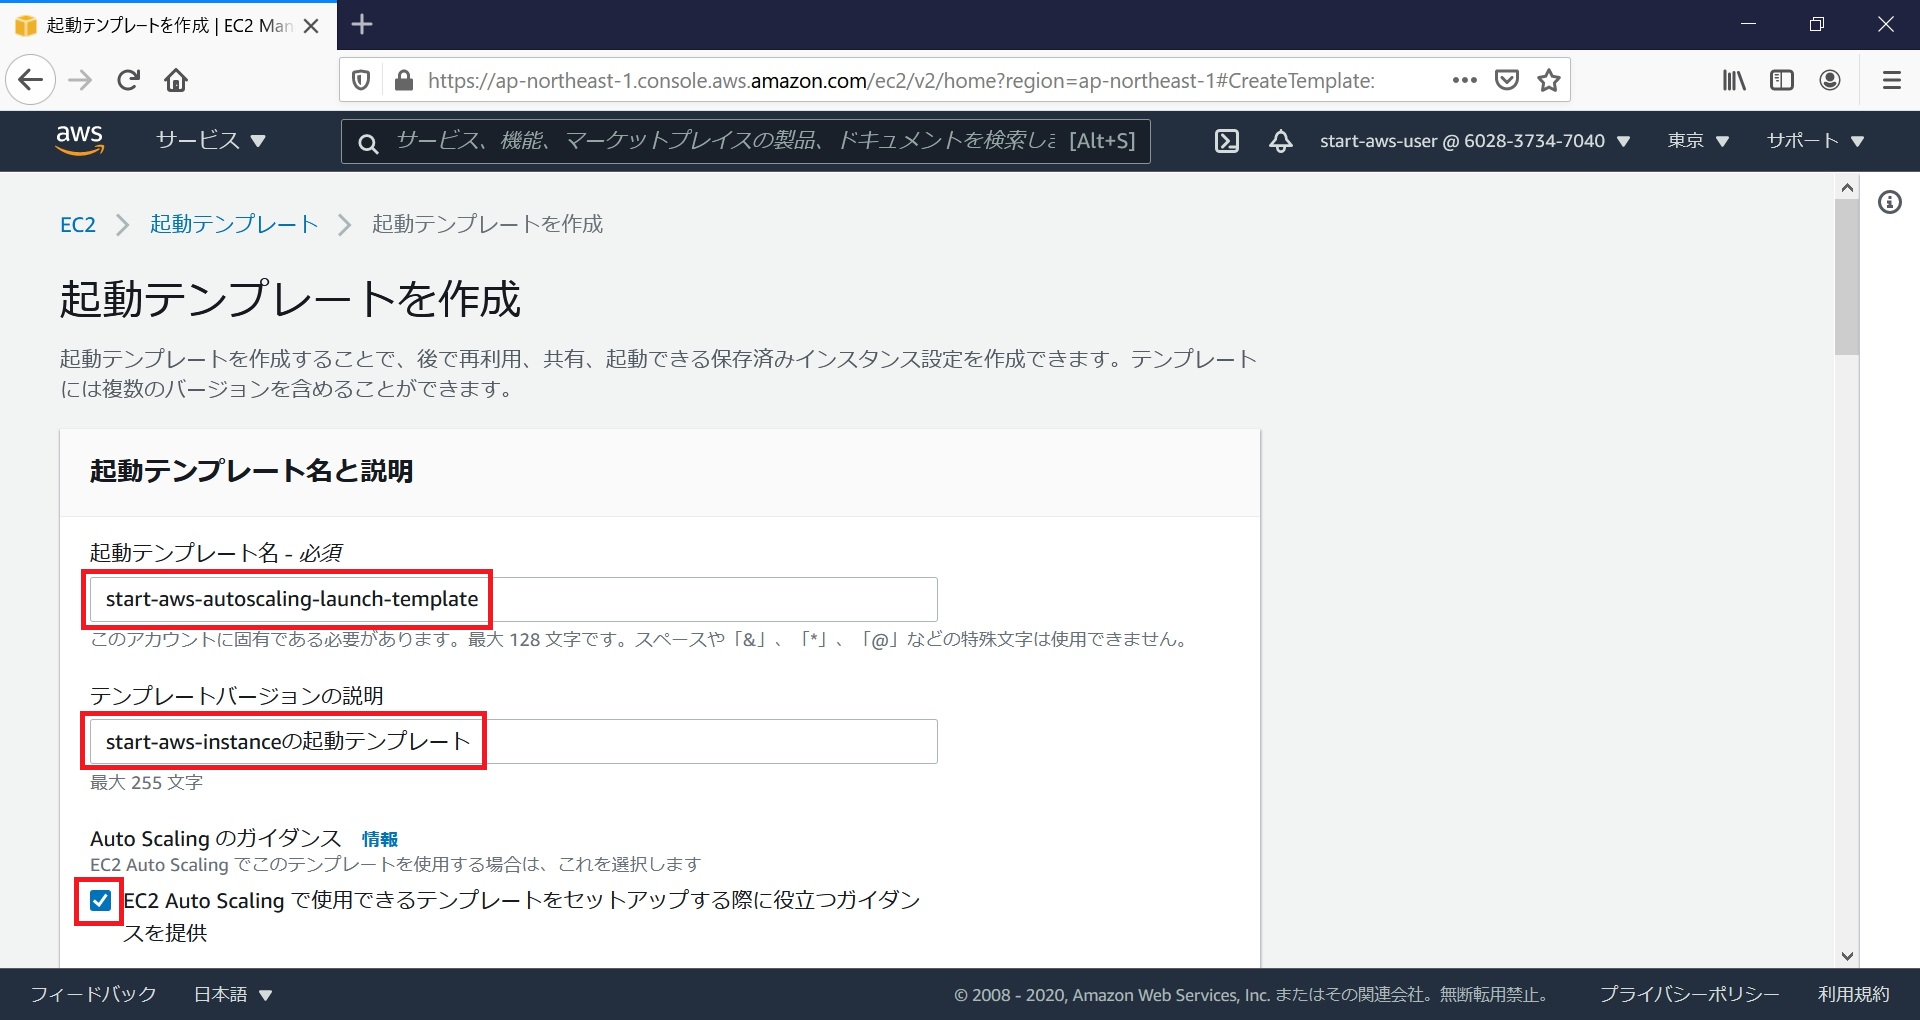 起動テンプレートを作成 | EC2 Man
https://ap-northeast-1.console.aws.amazon.com/ec2/v2/home?region=ap-northeast-1#CreateTemplate:
aws
サービス
サービス、機能、マーケットプレイスの製品、ドキュメントを検索しま
[Alt+S]
start-aws-user @ 6028-3734-7040
東京
サポート
EC2
起動テンプレート
起動テンプレートを作成
起動テンプレートを作成
起動テンプレートを作成することで、後で再利用、共有、起動できる保存済みインスタンス設定を作成できます。テンプレート
には複数のバージョンを含めることができます。
起動テンプレート名と説明
起動テンプレート名 - 必須
start-aws-autoscaling-launch-template
このアカウントに固有である必要があります。最大 128 文字です。スペースや「&」、「*」、「@」などの特殊文字は使用できません。
テンプレートバージョンの説明
start-aws-instanceの起動テンプレート
最大 255 文字
Auto Scaling のガイダンス 情報
EC2 Auto Scaling でこのテンプレートを使用する場合は、これを選択します
EC2 Auto Scaling で使用できるテンプレートをセットアップする際に役立つガイダン
スを提供
フィードバック
日本語
© 2008 - 2020, Amazon Web Services, Inc. またはその関連会社。無断転用禁止。
プライバシーポリシー
利用規約